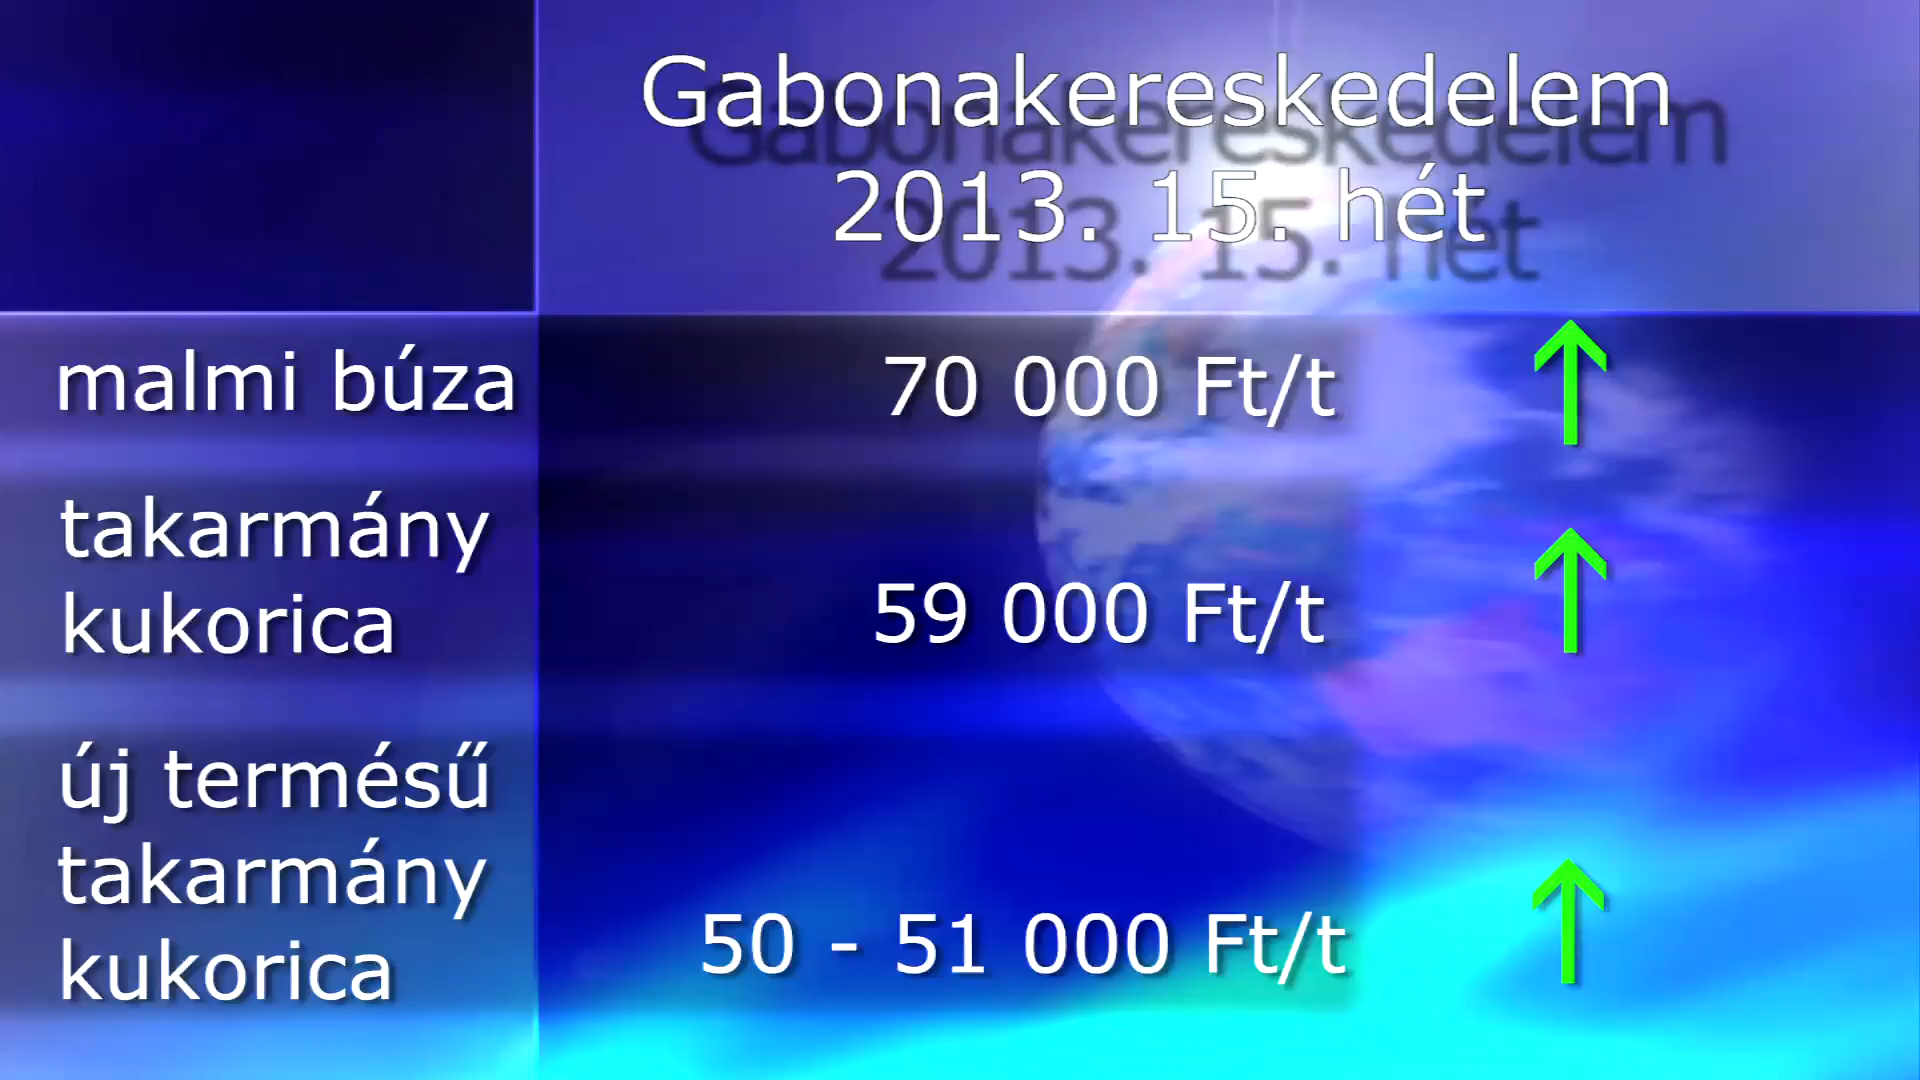 Gabonakereskedelem
2013. 15. hét
malmi búza 70 000 Ft/t ↑
takarmány
kukorica 59 000 Ft/t ↑
új termésű
takarmány
kukorica 50 - 51 000 Ft/t ↑